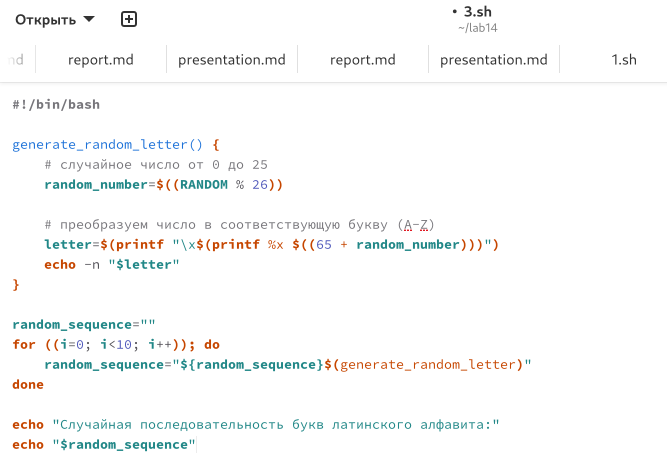 Открыть
• 3.sh
~/lab14
nd report.md presentation.md report.md presentation.md 1.sh
#!/bin/bash

generate_random_letter() {
    # случайное число от 0 до 25
    random_number=$((RANDOM % 26))

    # преобразуем число в соответствующую букву (A-Z)
    letter=$(printf "\x$(printf %x $((65 + random_number)))")
    echo -n "$letter"
}

random_sequence=""
for ((i=0; i<10; i++)); do
    random_sequence="${random_sequence}$(generate_random_letter)"
done

echo "Случайная последовательность букв латинского алфавита:"
echo "$random_sequence"